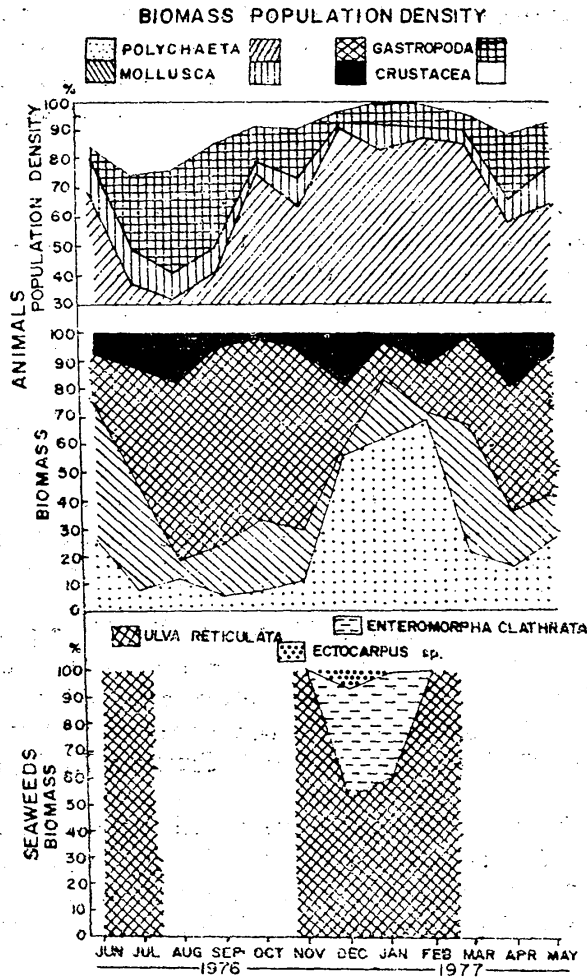 BIOMASS POPULATION DENSITY
POLYCHAETA GASTROPODA
MOLLUSCA CRUSTACEA
%
100
90
80
70
60
50
40
30
POPULATION DENSITY
ANIMALS
100
90
80
70
60
50
40
30
20
10
0
BIOMASS
ULVA RETICULATA
ENTEROMORPHA CLATHRATA
ECTOCARPUS sp.
%
100
90
80
70
60
50
40
30
20
10
0
SEAWEEDS
BIOMASS
JUN JUL AUG SEP OCT NOV DEC JAN FEB MAR APR MAY
1976 1977